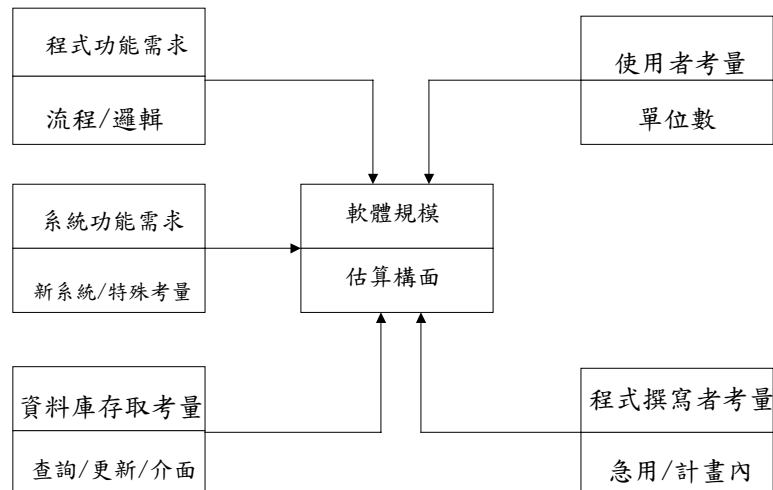 程式功能需求
流程/邏輯
使用者考量
單位數
系統功能需求
新系統/特殊考量
軟體規模
估算構面
資料庫存取考量
查詢/更新/介面
程式撰寫者考量
急用/計畫內